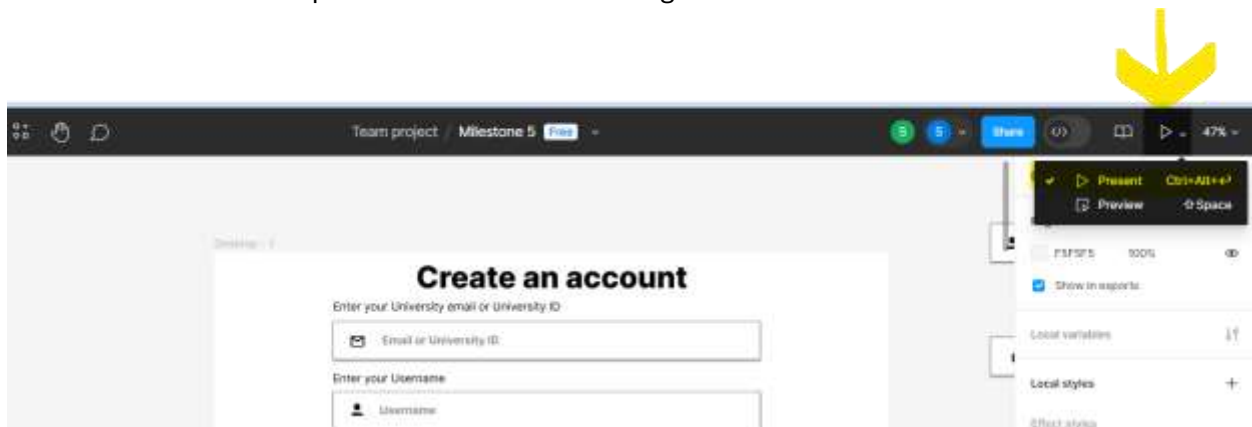 Team project / Milestone 5 Free
S S Share 47%
Present Ctrl+Alt+↵
Preview ⇧Space
F5F5F5 100%
Show in exports
Desktop - 1
Create an account
Enter your University email or University ID
Email or University ID
Enter your Username
Username
Local variables
Local styles +
Effect styles